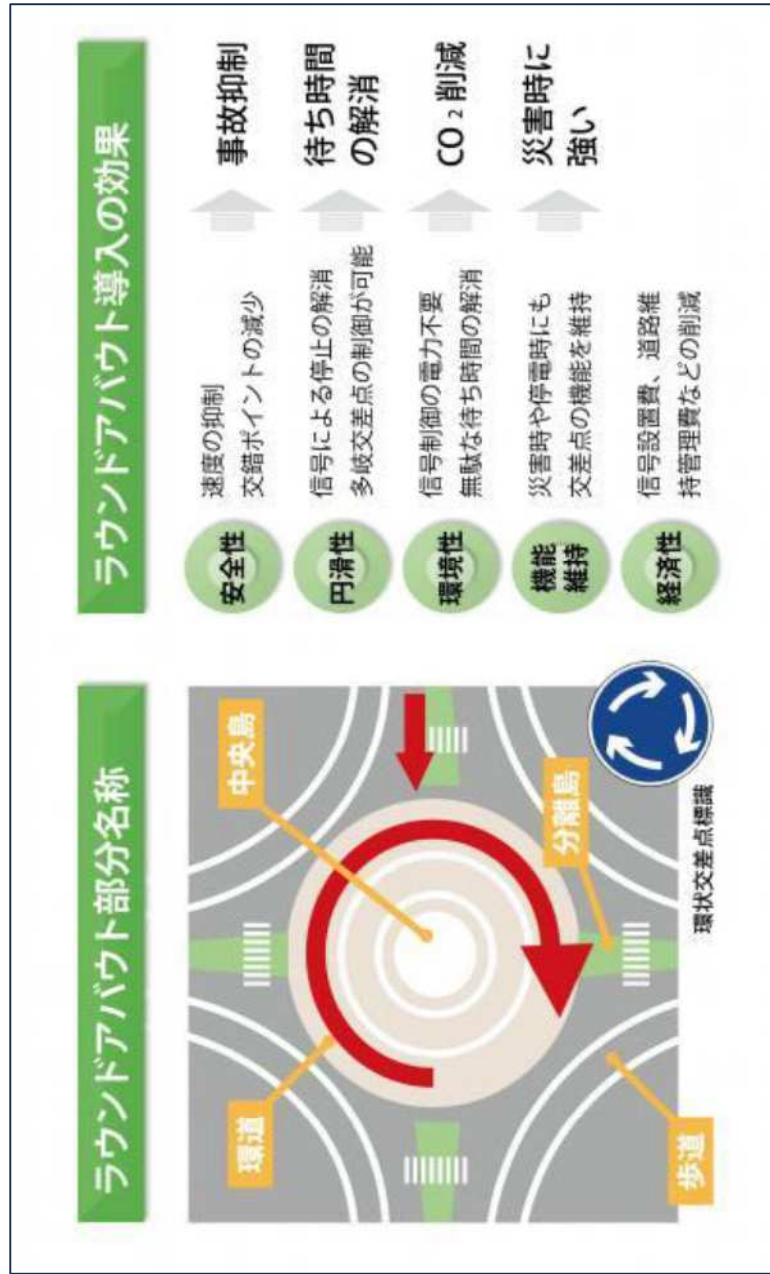 ラウンドアバウト部分名称
環道
中央島
歩道
分離島
環状交差点標識
ラウンドアバウト導入の効果
安全性
速度の抑制
交錯ポイントの減少
事故抑制
円滑性
信号による停止の解消
多岐交差点の制御が可能
待ち時間
の解消
環境性
信号制御の電力不要
無駄な待ち時間の解消
CO₂削減
機能
維持
災害時や停電時にも
交差点の機能を維持
災害時に
強い
経済性
信号設置費、道路維
持管理費などの削減